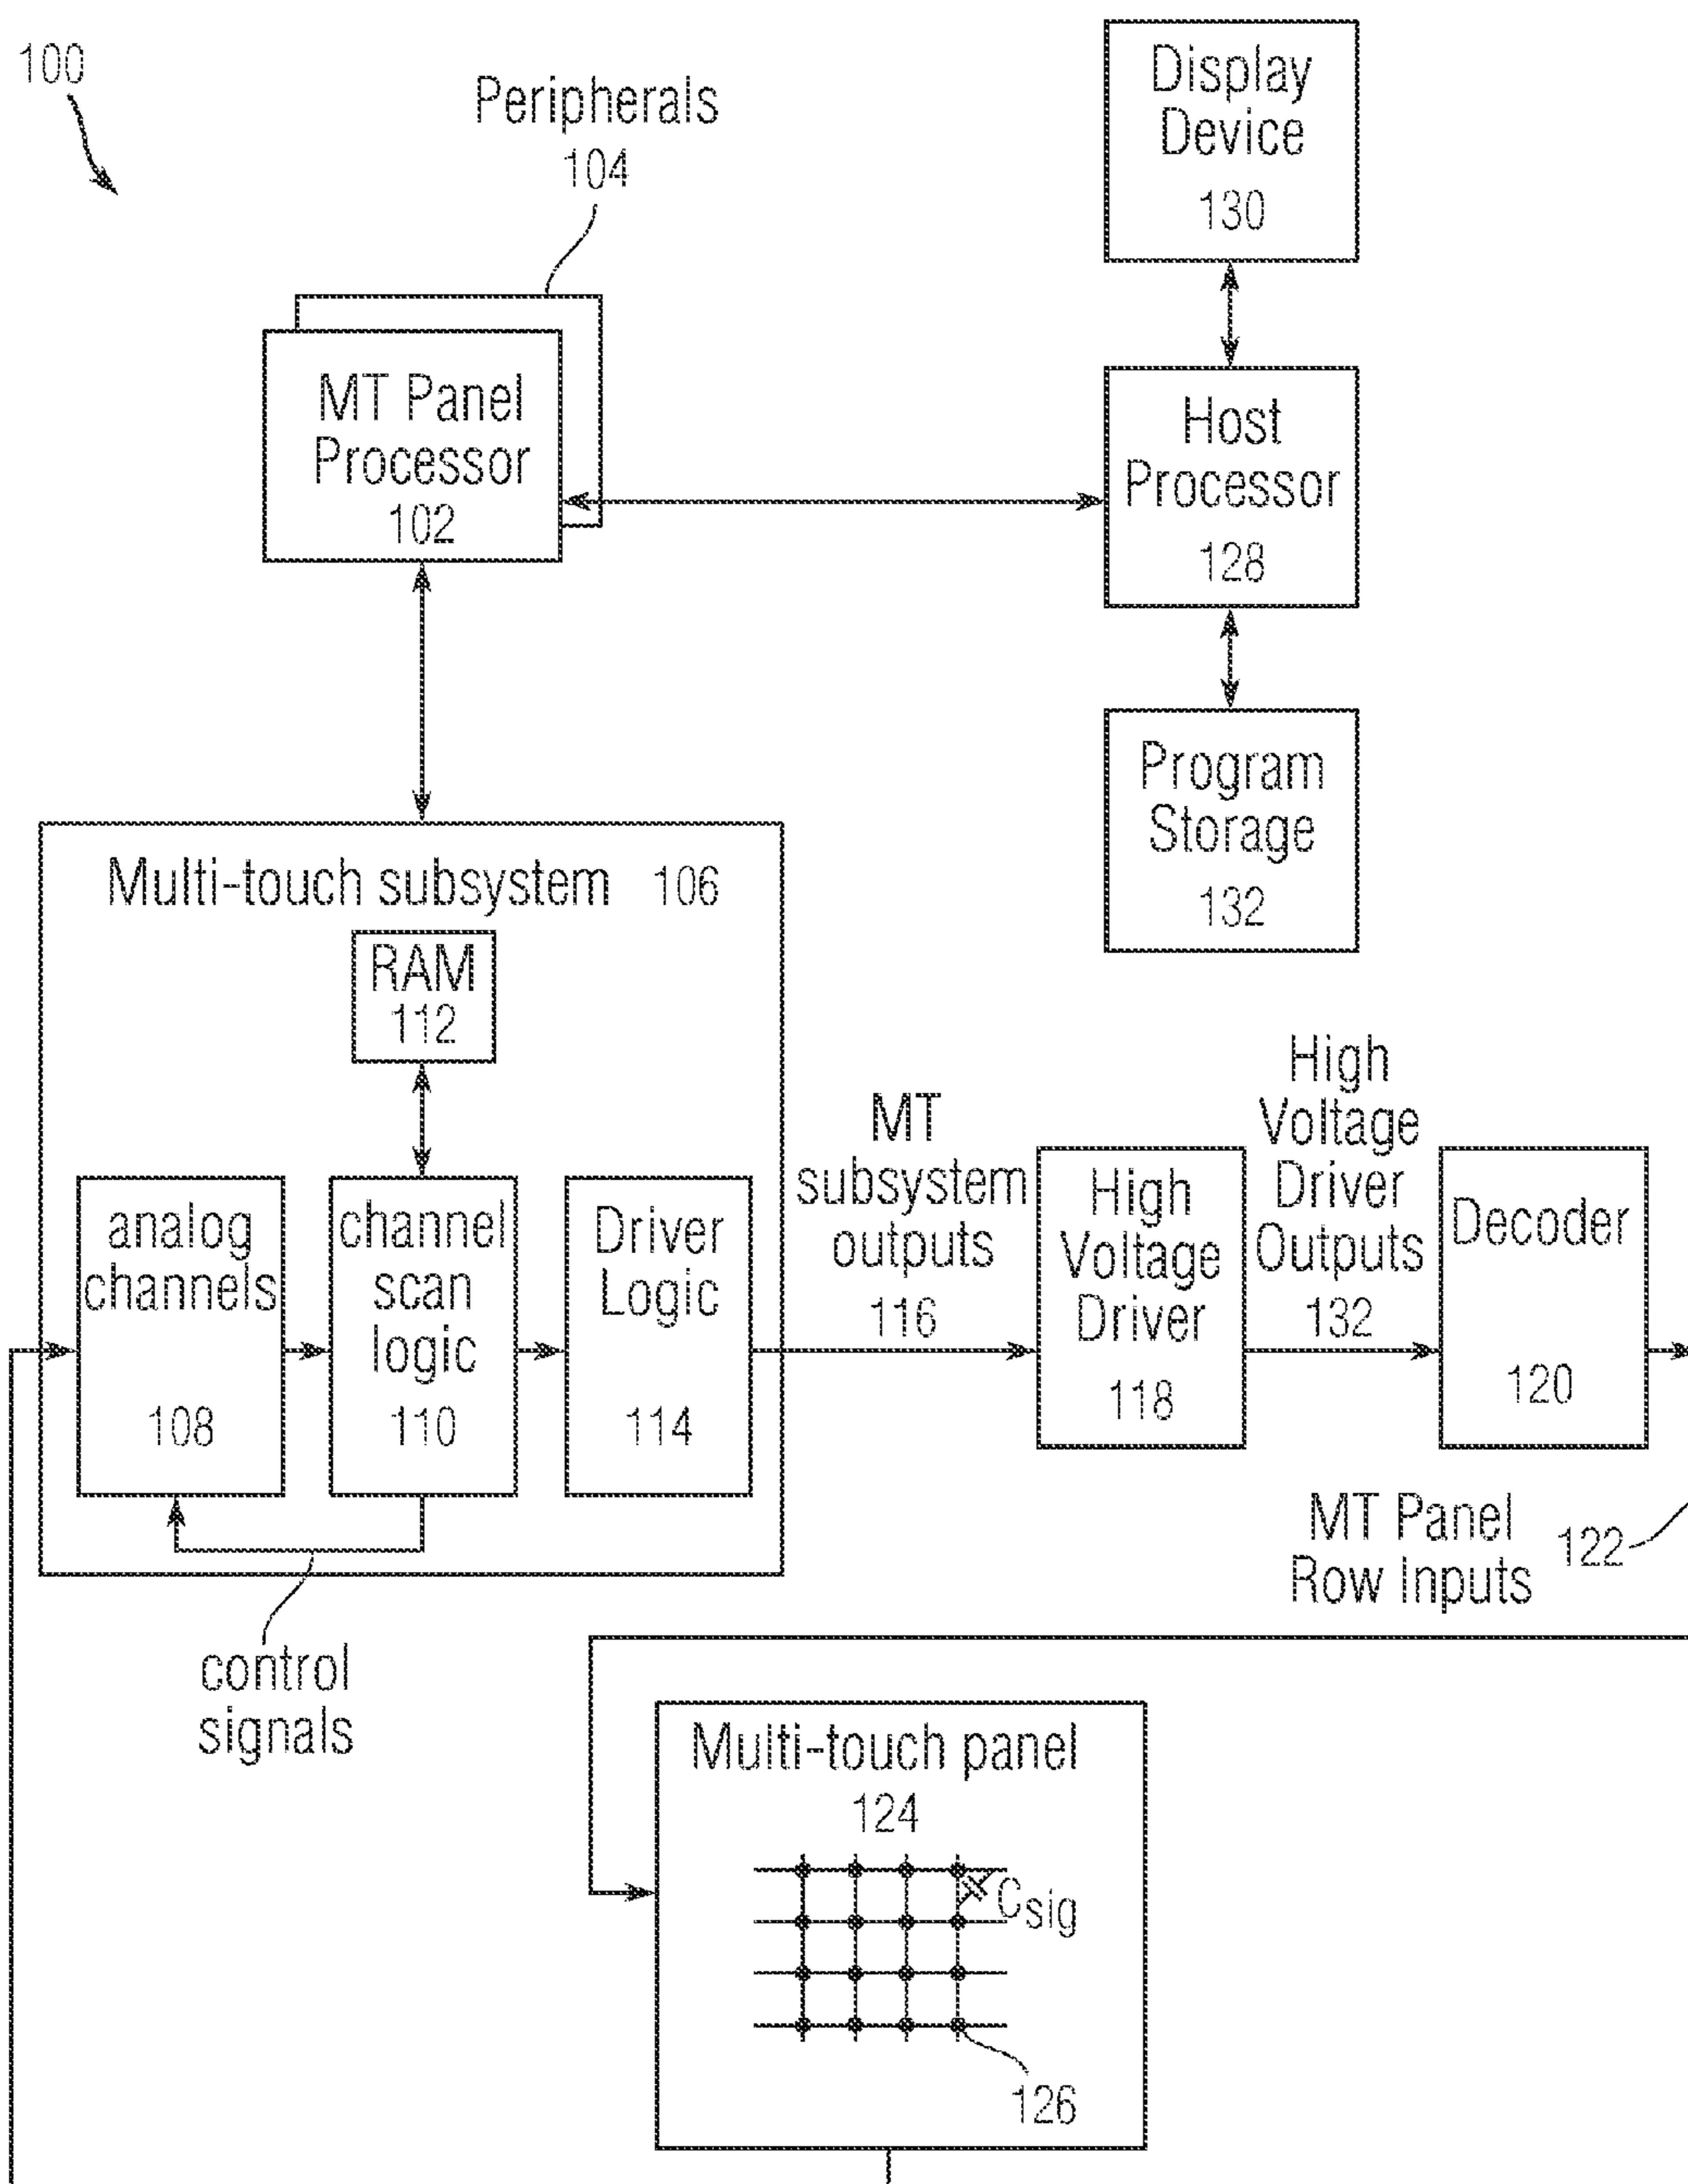 100
Peripherals
104
Display
Device
130
MT Panel
Processor
102
Host
Processor
128
Program
Storage
132
Multi-touch subsystem 106
RAM
112
analog
channels
108
channel
scan
logic
110
Driver
Logic
114
control
signals
MT
subsystem
outputs
116
High
Voltage
Driver
118
High
Voltage
Driver
Outputs
132
Decoder
120
MT Panel
Row Inputs
122
Multi-touch panel
124
Csig
126